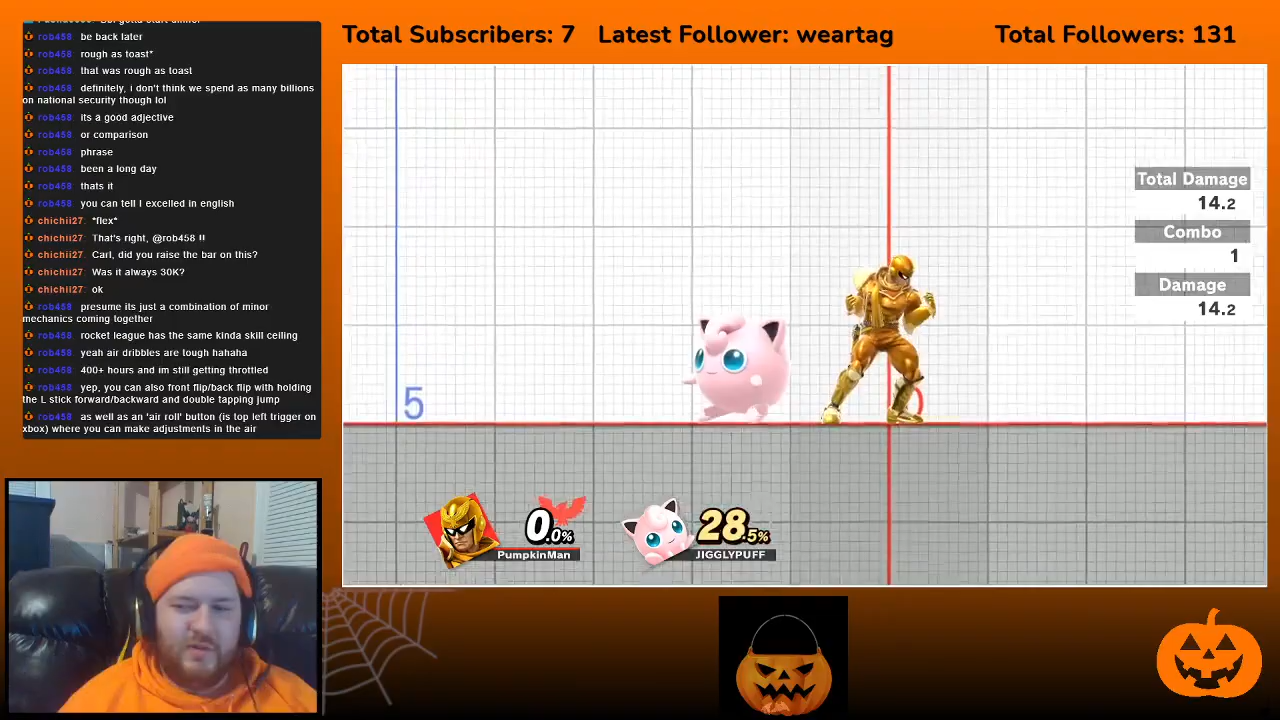 Total Subscribers: 7 Latest Follower: weartag Total Followers: 131
rob458 be back later
rob458 rough as toast*
rob458 that was rough as toast
rob458 definitely, i don't think we spend as many billions
on national security though lol
rob458 its a good adjective
rob458 or comparison
rob458 phrase
rob458 been a long day
rob458 thats it
rob458 you can tell I excelled in english
chichii27: *flex*
chichii27: That's right, @rob458 !!
chichii27: Carl, did you raise the bar on this?
chichii27: Was it always 30K?
chichii27: ok
rob458 presume its just a combination of minor
mechanics coming together
rob458 rocket league has the same kinda skill ceiling
rob458 yeah air dribbles are tough hahaha
rob458 400+ hours and im still getting throttled
rob458 yep, you can also front flip/back flip with holding
the L stick forward/backward and double tapping jump
rob458 as well as an 'air roll' button (is top left trigger on
xbox) where you can make adjustments in the air
Total Damage
14.2
Combo
1
Damage
14.2
5
0.0%
PumpkinMan
28.5%
JIGGLYPUFF